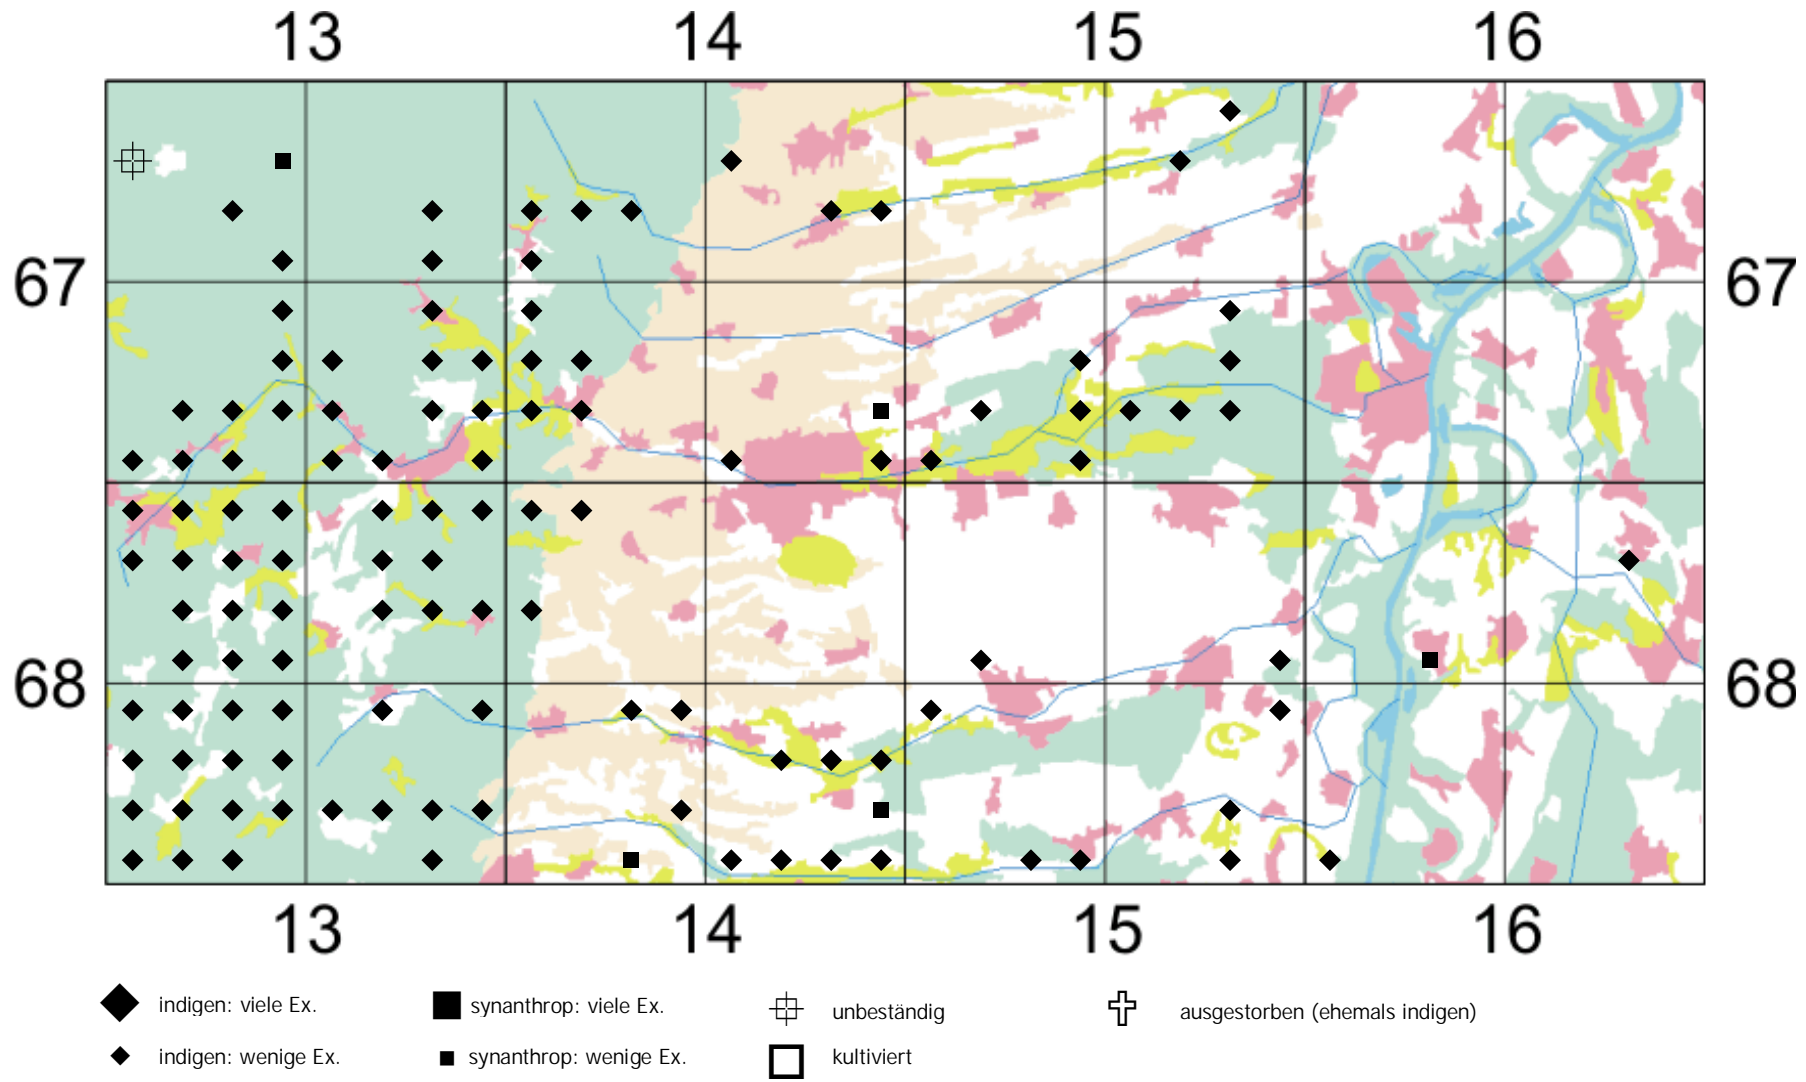 13 14 15 16
67 67
68 68
13 14 15 16
indigen: viele Ex. synanthrop: viele Ex. unbeständig ausgestorben (ehemals indigen)
indigen: wenige Ex. synanthrop: wenige Ex. kultiviert